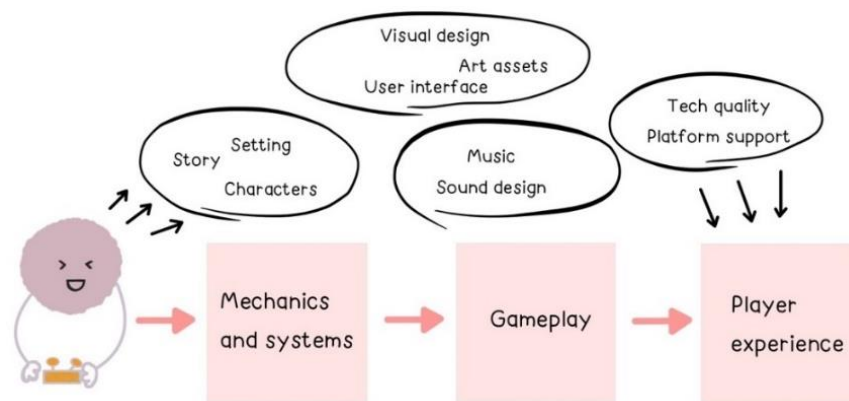 Visual design
Art assets
User interface
Story
Setting
Characters
Music
Sound design
Tech quality
Platform support
Mechanics
and systems
Gameplay
Player
experience